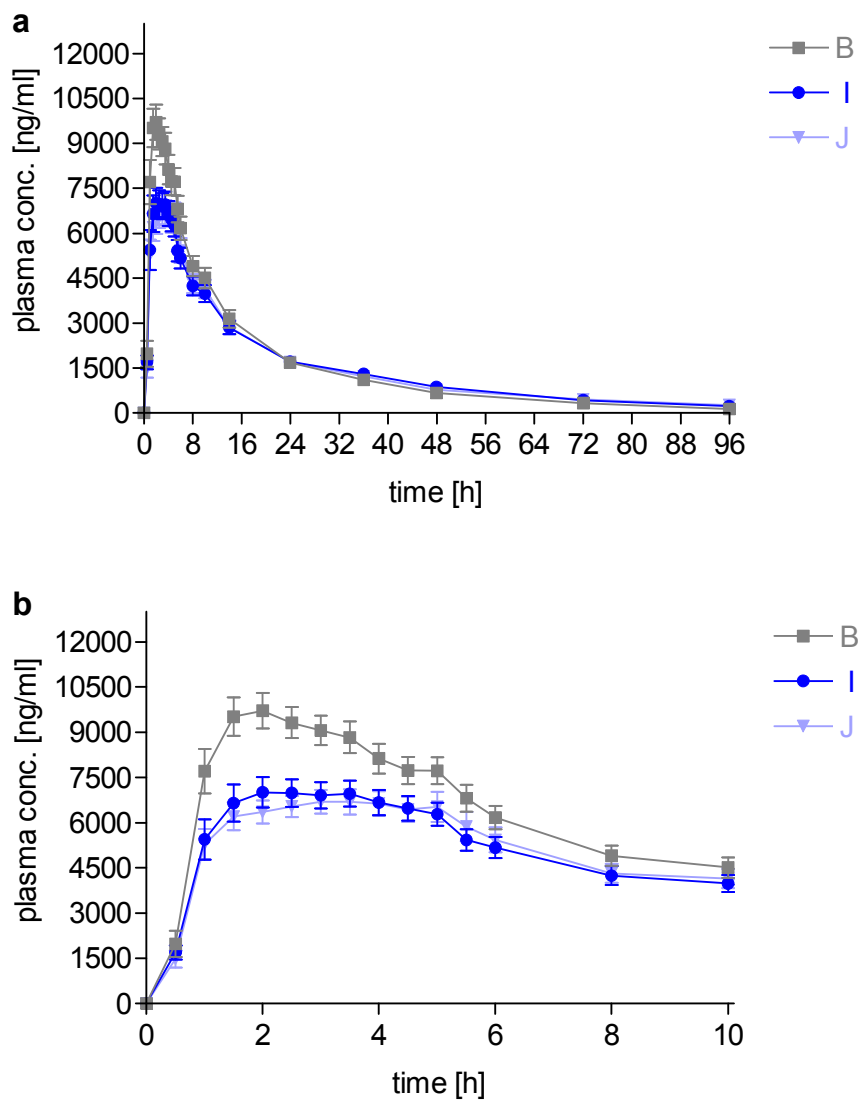 a
12000
10500
9000
7500
6000
4500
3000
1500
0
plasma conc. [ng/ml]
0 8 16 24 32 40 48 56 64 72 80 88 96
time [h]
B
I
J
b
12000
10500
9000
7500
6000
4500
3000
1500
0
plasma conc. [ng/ml]
0 2 4 6 8 10
time [h]
B
I
J